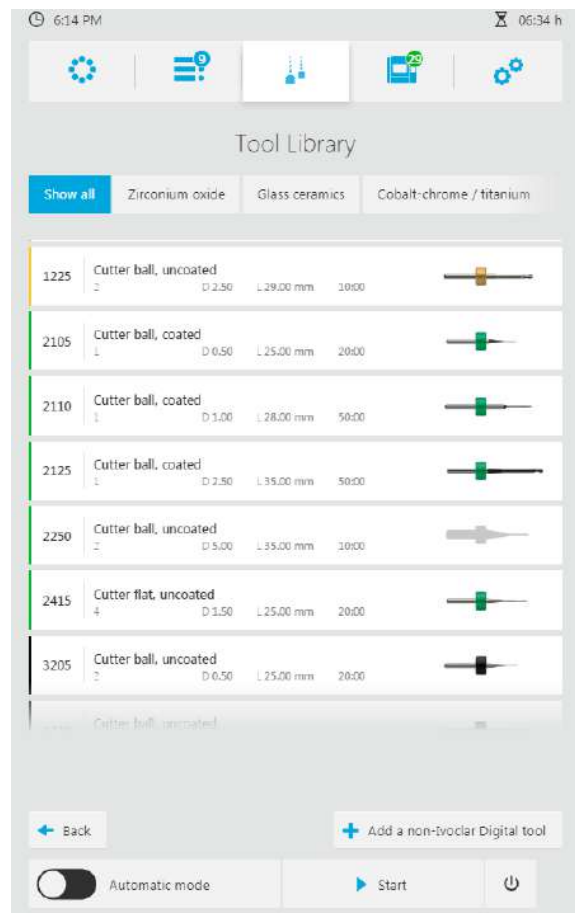 6:14 PM
06:34 h
9
29
Tool Library
Show all
Zirconium oxide
Glass ceramics
Cobalt-chrome / titanium
1225
Cutter ball, uncoated
2 D 2.50 L 29.00 mm 10:00
2105
Cutter ball, coated
1 D 0.50 L 25.00 mm 20:00
2110
Cutter ball, coated
1 D 1.00 L 28.00 mm 50:00
2125
Cutter ball, coated
1 D 2.50 L 35.00 mm 50:00
2250
Cutter ball, uncoated
2 D 5.00 L 35.00 mm 10:00
2415
Cutter flat, uncoated
4 D 1.50 L 25.00 mm 20:00
3205
Cutter ball, uncoated
2 D 0.50 L 25.00 mm 20:00
Cutter ball, uncoated
Back
Add a non-Ivoclar Digital tool
Automatic mode
Start